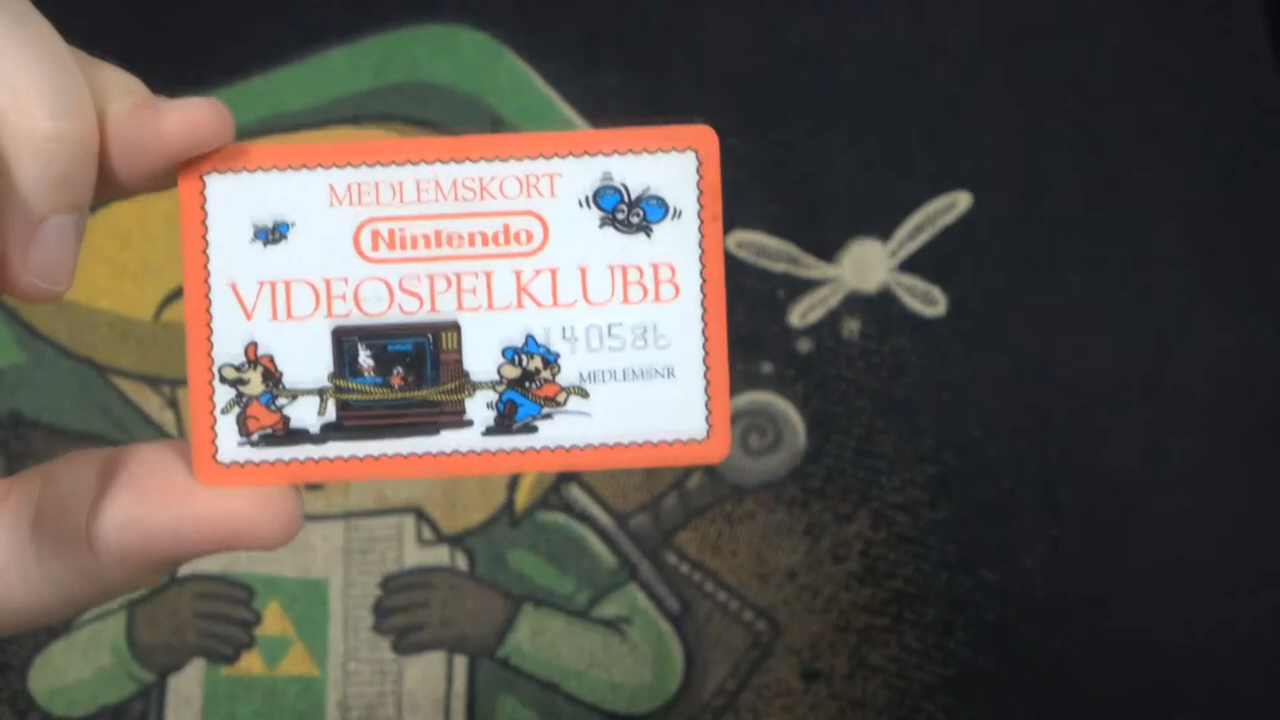 MEDLEMSKORT
Nintendo
VIDEOSPELKLUBB
140586
MEDLEMSNR